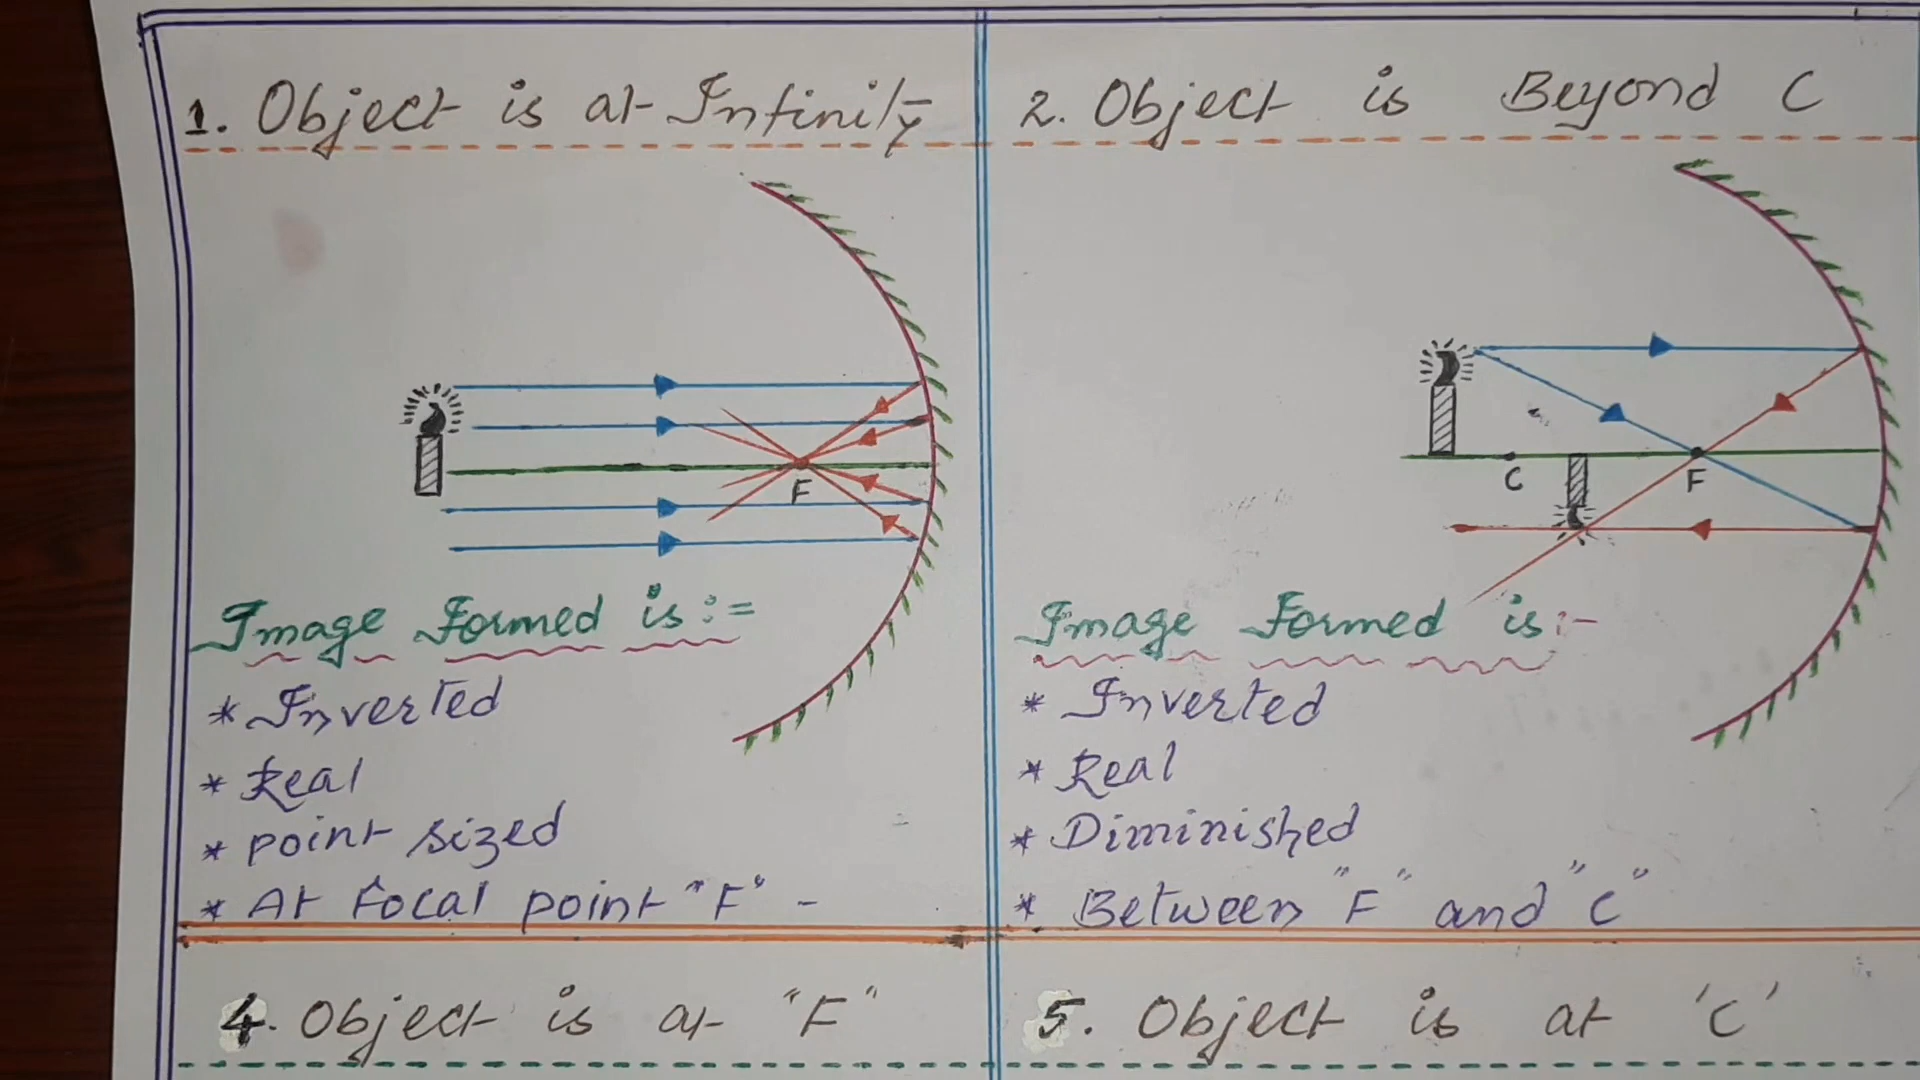 1. Object is at Infinity
F
Image Formed is:=
* Inverted
* Real
* Point sized
* At Focal point "F" -
2. Object is Beyond C
C
F
Image Formed is:-
* Inverted
* Real
* Diminished
* Between "F" and "C"
4. Object is at "F"
5. Object is at 'C'